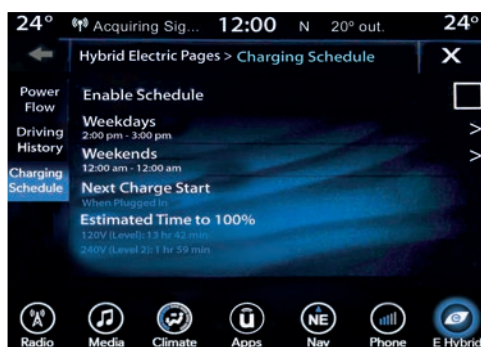 24° Acquiring Sig... 12:00 N 20° out. 24°
Hybrid Electric Pages > Charging Schedule X
Power
Flow
Driving
History
Charging
Schedule
Enable Schedule
Weekdays
2:00 pm - 3:00 pm
>
Weekends
12:00 am - 12:00 am
>
Next Charge Start
When Plugged In
Estimated Time to 100%
120V (Level): 13 hr 42 min
240V (Level 2): 1 hr 59 min
Radio Media Climate ū Apps NE Nav Phone e E Hybrid